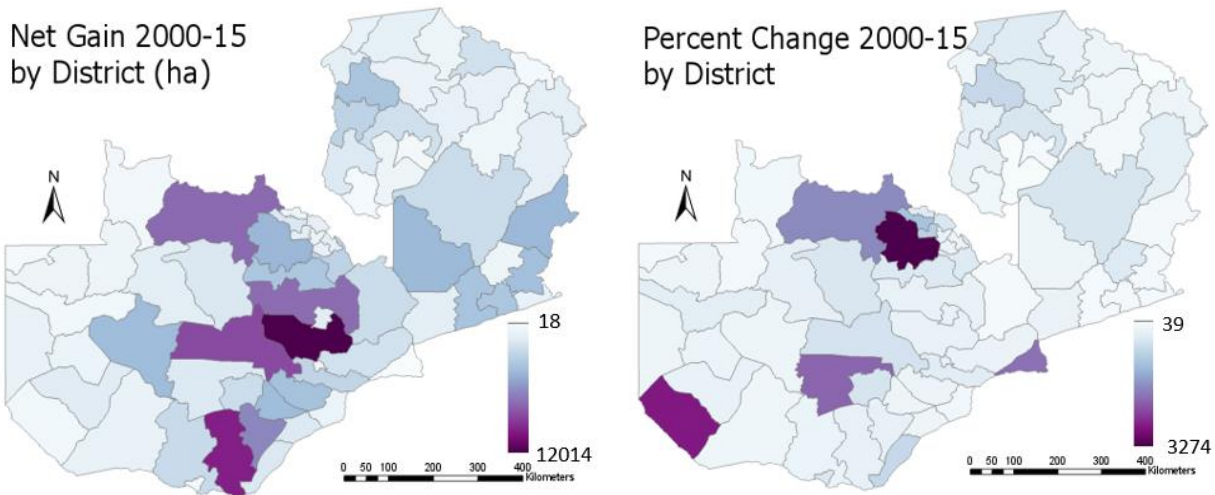 Net Gain 2000-15
by District (ha)
N
18
12014
0 50 100 200 300 400
Kilometers
Percent Change 2000-15
by District
N
39
3274
0 50 100 200 300 400
Kilometers